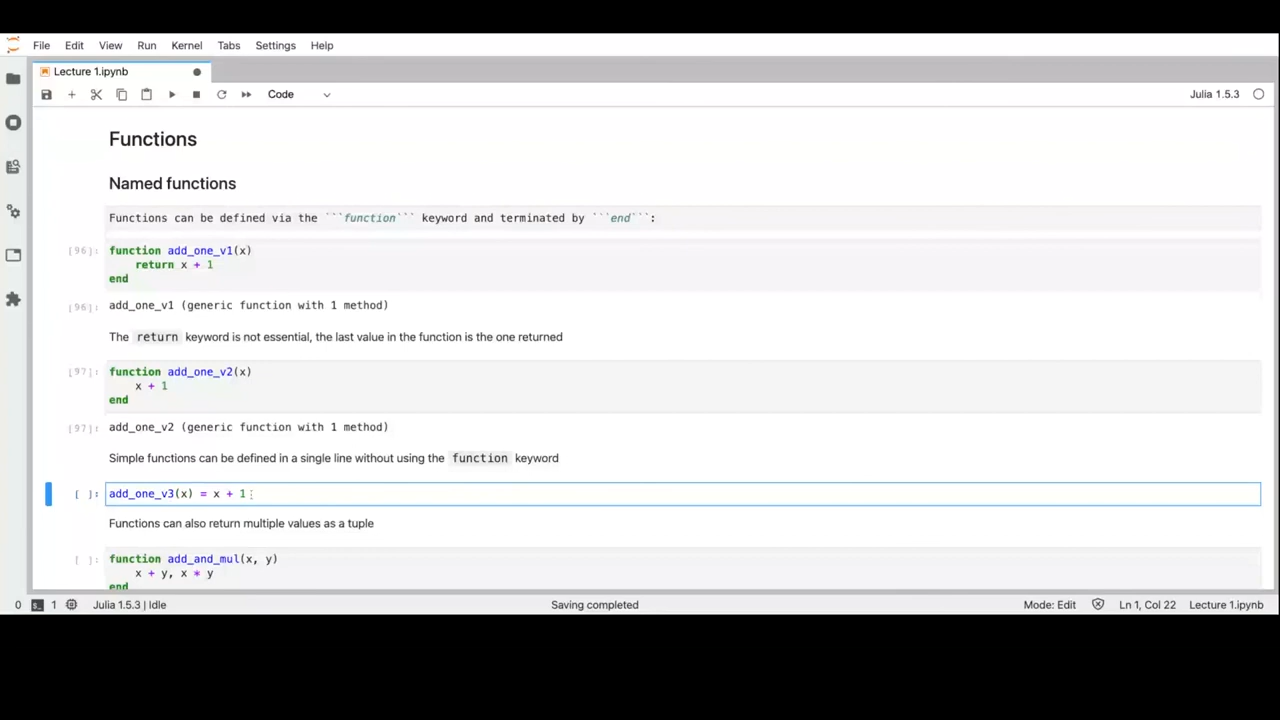 File Edit View Run Kernel Tabs Settings Help
Lecture 1.ipynb
Code
Julia 1.5.3
Functions
Named functions
Functions can be defined via the ```function``` keyword and terminated by ```end```:
[96]: function add_one_v1(x)
return x + 1
end
[96]: add_one_v1 (generic function with 1 method)
The return keyword is not essential, the last value in the function is the one returned
[97]: function add_one_v2(x)
x + 1
end
[97]: add_one_v2 (generic function with 1 method)
Simple functions can be defined in a single line without using the function keyword
[ ]: add_one_v3(x) = x + 1
Functions can also return multiple values as a tuple
[ ]: function add_and_mul(x, y)
x + y, x * y
end
0 1 Julia 1.5.3 | Idle Saving completed Mode: Edit Ln 1, Col 22 Lecture 1.ipynb